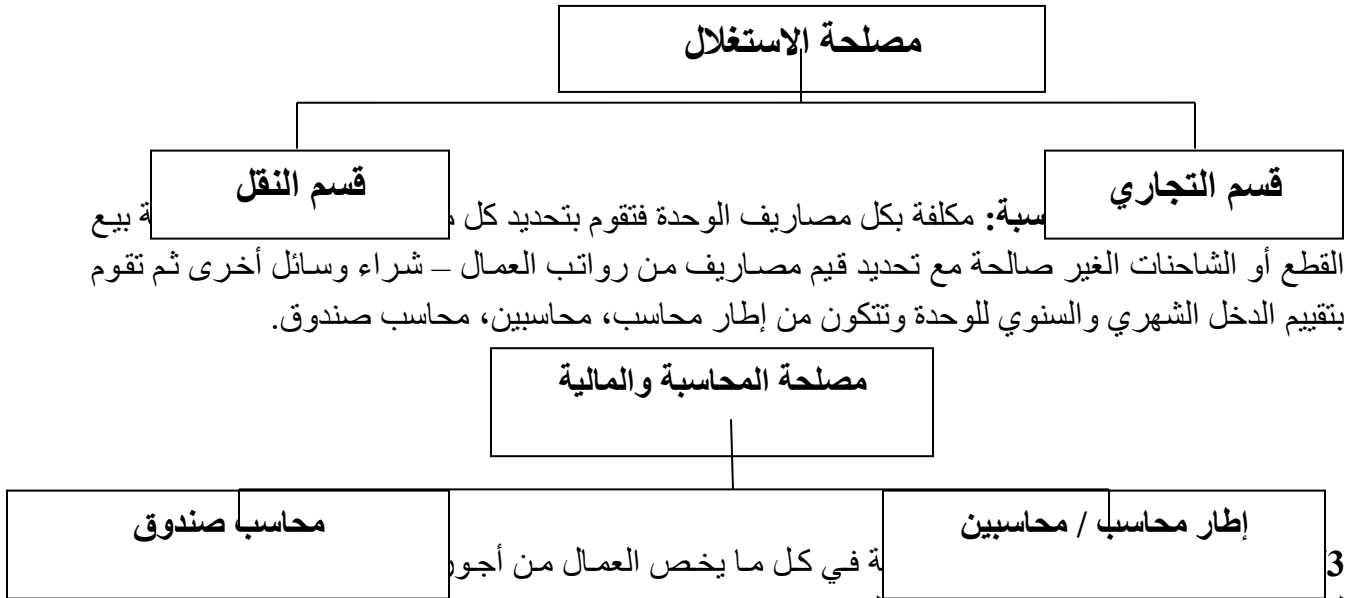 مصلحة الاستغلال
قسم التجاري
قسم النقل
سبة: مكلفة بكل مصاريف الوحدة فتقوم بتحديد كل م
ة بيع
القطع أو الشاحنات الغير صالحة مع تحديد قيم مصاريف من رواتب العمال – شراء وسائل أخرى ثم تقوم
بتقييم الدخل الشهري والسنوي للوحدة وتتكون من إطار محاسب، محاسبين، محاسب صندوق.
مصلحة المحاسبة والمالية
إطار محاسب / محاسبين
محاسب صندوق
3
ة في كل ما يخص العمال من أجور